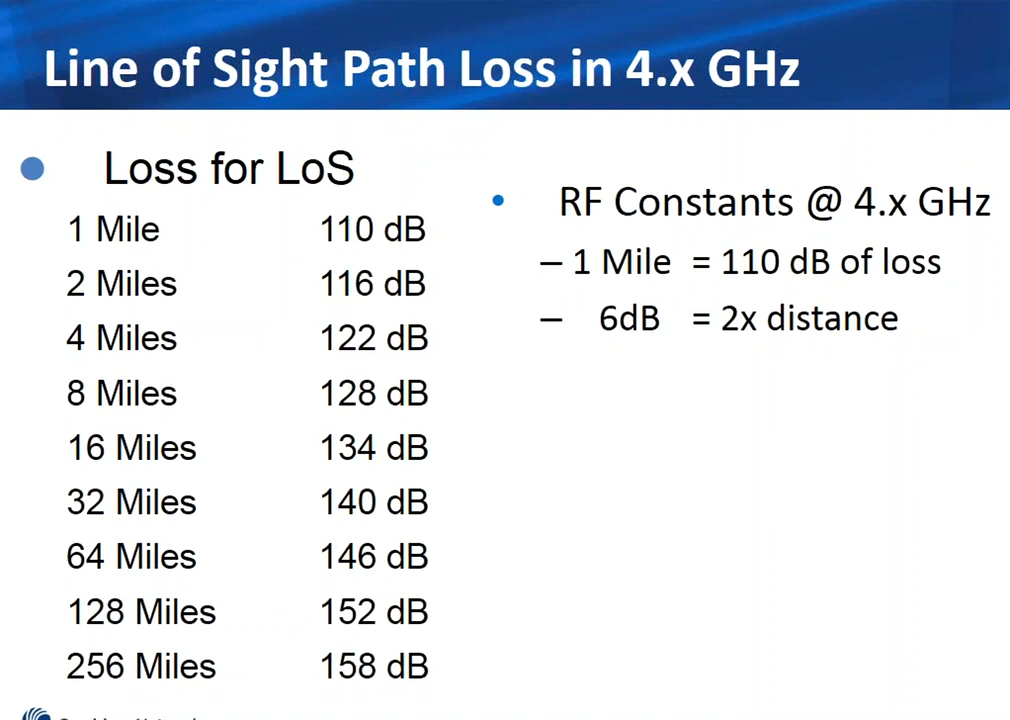 Line of Sight Path Loss in 4.x GHz
Loss for LoS
1 Mile 110 dB
2 Miles 116 dB
4 Miles 122 dB
8 Miles 128 dB
16 Miles 134 dB
32 Miles 140 dB
64 Miles 146 dB
128 Miles 152 dB
256 Miles 158 dB
RF Constants @ 4.x GHz
– 1 Mile = 110 dB of loss
– 6dB = 2x distance